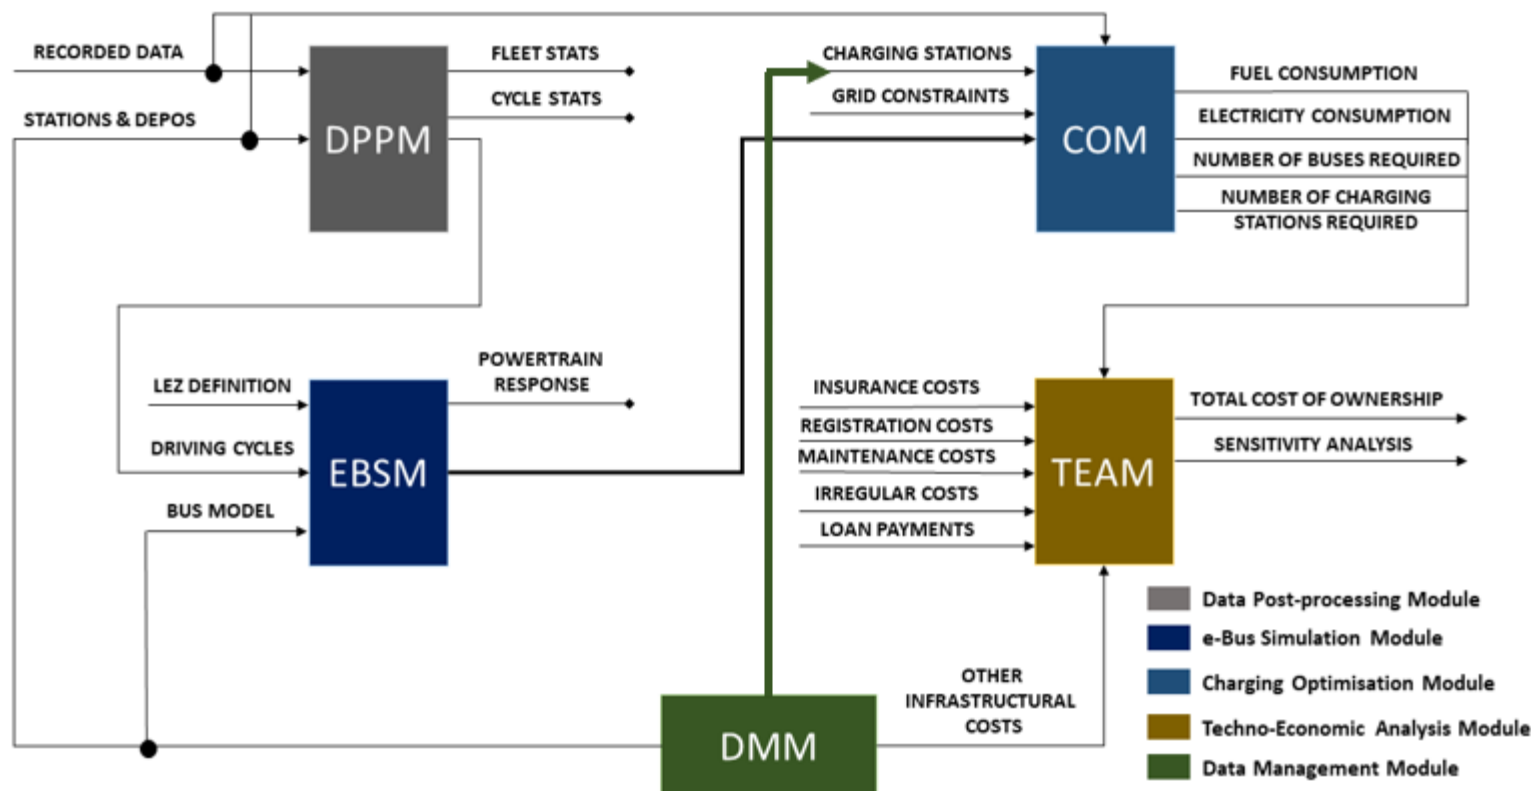 RECORDED DATA
STATIONS & DEPOS
DPPM
FLEET STATS
CYCLE STATS
CHARGING STATIONS
GRID CONSTRAINTS
COM
FUEL CONSUMPTION
ELECTRICITY CONSUMPTION
NUMBER OF BUSES REQUIRED
NUMBER OF CHARGING
STATIONS REQUIRED
LEZ DEFINITION
DRIVING CYCLES
BUS MODEL
EBSM
POWERTRAIN
RESPONSE
INSURANCE COSTS
REGISTRATION COSTS
MAINTENANCE COSTS
IRREGULAR COSTS
LOAN PAYMENTS
TEAM
TOTAL COST OF OWNERSHIP
SENSITIVITY ANALYSIS
DMM
OTHER
INFRASTRUCTURAL
COSTS
Data Post-processing Module
e-Bus Simulation Module
Charging Optimisation Module
Techno-Economic Analysis Module
Data Management Module